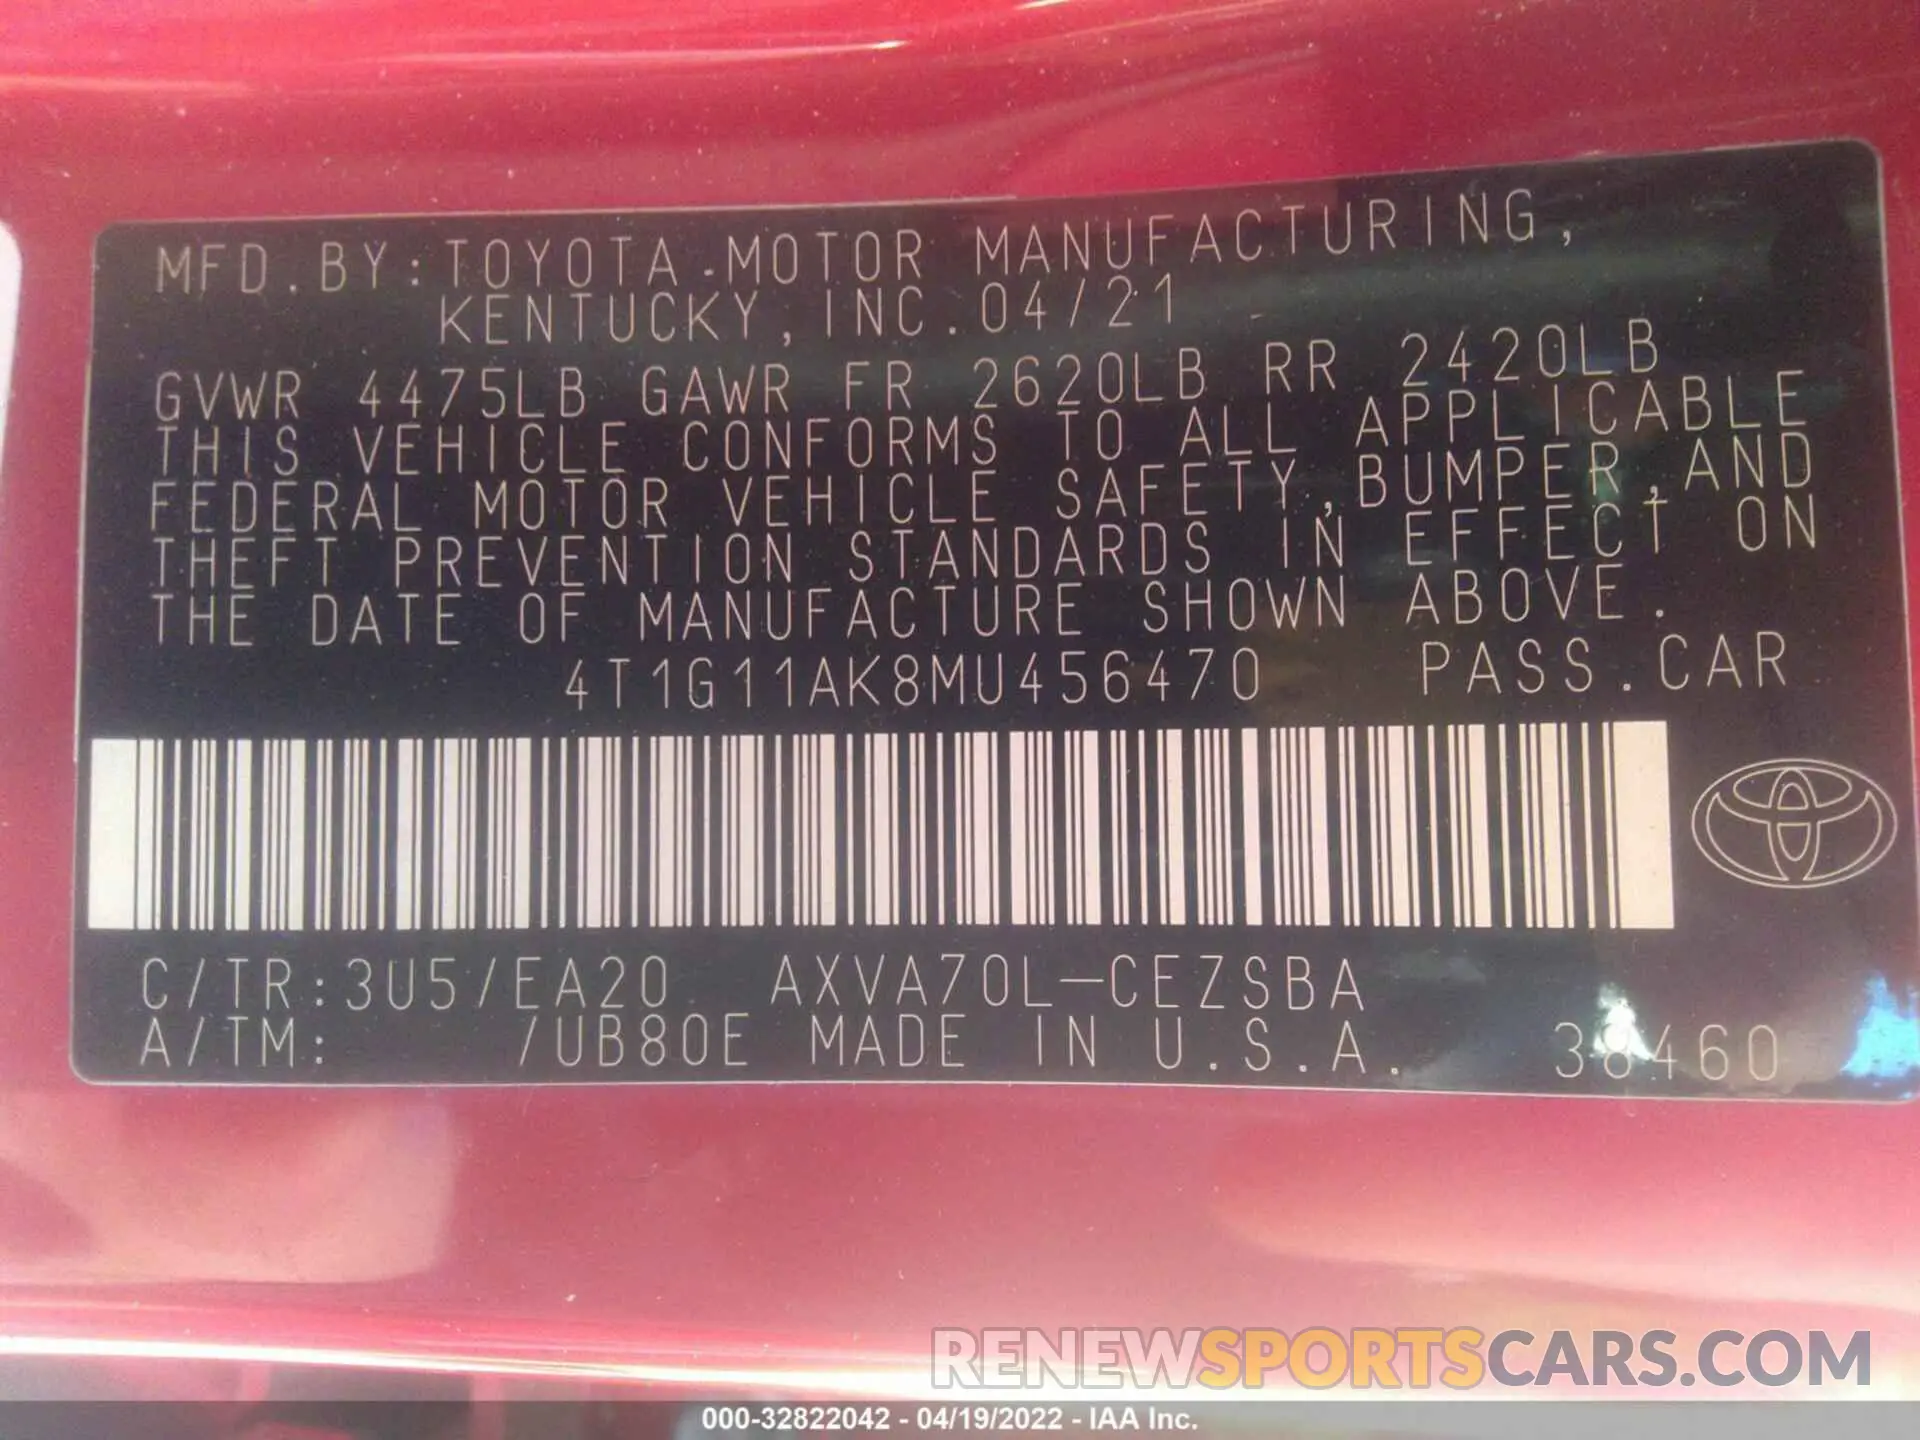 MFD.BY:TOYOTA MOTOR MANUFACTURING,
KENTUCKY, INC. 04/21
GVWR 4475LB GAWR FR 2620LB RR 2420LB
THIS VEHICLE CONFORMS TO ALL APPLICABLE
FEDERAL MOTOR VEHICLE SAFETY,BUMPER,AND
THEFT PREVENTION STANDARDS IN EFFECT ON
THE DATE OF MANUFACTURE SHOWN ABOVE.
4T1G11AK8MU456470 PASS.CAR
C/TR:3U5/EA20 AXVA70L-CEZSBA
A/TM: /UB80E MADE IN U.S.A. 38460
RENEWSPORTSCARS.COM
000-32822042 - 04/19/2022 - IAA Inc.